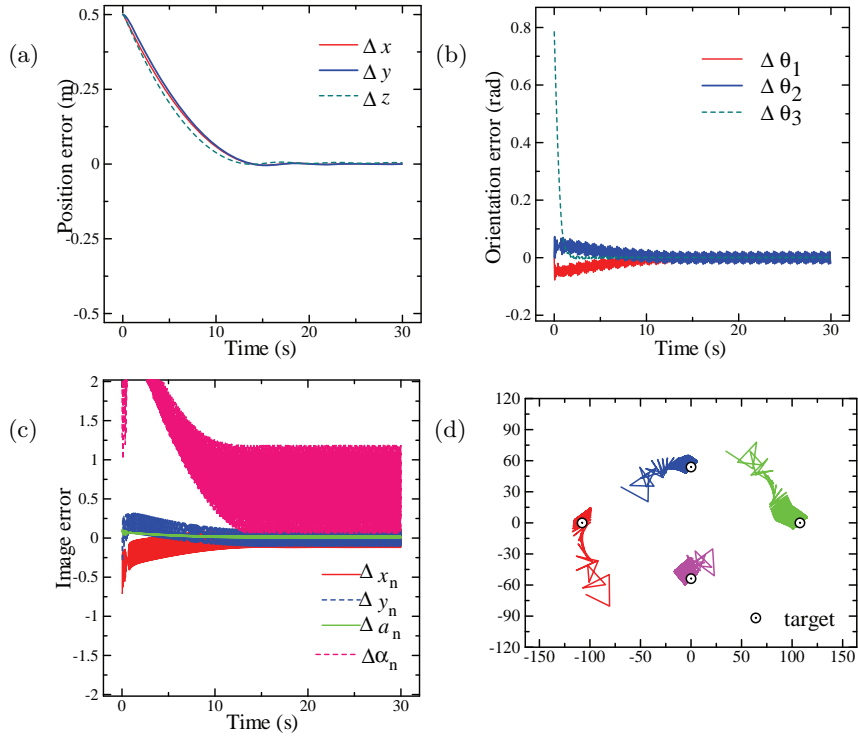 (a)
0.5
0.25
0
-0.25
-0.5
Position error (m)
Δ x
Δ y
Δ z
0 10 20 30
Time (s)
(b)
0.8
0.6
0.4
0.2
0
-0.2
Orientation error (rad)
Δ θ1
Δ θ2
Δ θ3
0 10 20 30
Time (s)
(c)
2
1.5
1
0.5
0
-0.5
-1
-1.5
-2
Image error
Δ xn
Δ yn
Δ an
Δαn
0 10 20 30
Time (s)
(d)
120
90
60
30
0
-30
-60
-90
-120
target
-150 -100 -50 0 50 100 150